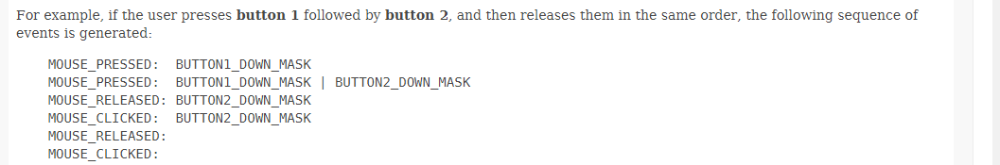 For example, if the user presses button 1 followed by button 2, and then releases them in the same order, the following sequence of
events is generated:
MOUSE_PRESSED:  BUTTON1_DOWN_MASK
MOUSE_PRESSED:  BUTTON1_DOWN_MASK | BUTTON2_DOWN_MASK
MOUSE_RELEASED: BUTTON2_DOWN_MASK
MOUSE_CLICKED:  BUTTON2_DOWN_MASK
MOUSE_RELEASED:
MOUSE_CLICKED: